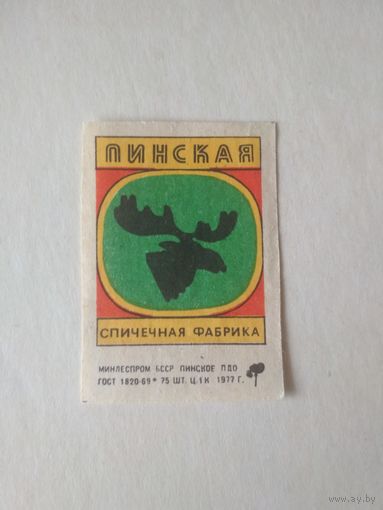 ПИНСКАЯ
СПИЧЕЧНАЯ ФАБРИКА
МИНЛЕСПРОМ БССР ПИНСКОЕ ПДО
ГОСТ 1820-69* 75 ШТ. Ц. 1 К 1977 Г.
www.ay.by